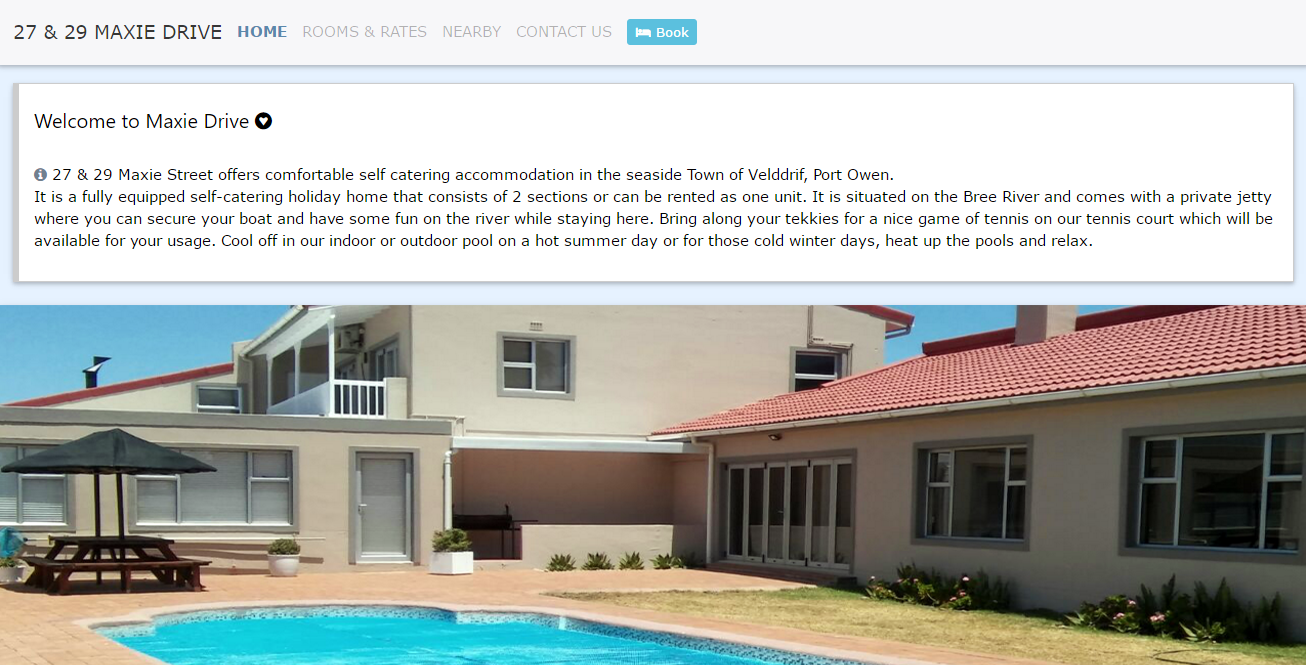 27 & 29 MAXIE DRIVE HOME ROOMS & RATES NEARBY CONTACT US Book
Welcome to Maxie Drive
27 & 29 Maxie Street offers comfortable self catering accommodation in the seaside Town of Velddrif, Port Owen.
It is a fully equipped self-catering holiday home that consists of 2 sections or can be rented as one unit. It is situated on the Bree River and comes with a private jetty
where you can secure your boat and have some fun on the river while staying here. Bring along your tekkies for a nice game of tennis on our tennis court which will be
available for your usage. Cool off in our indoor or outdoor pool on a hot summer day or for those cold winter days, heat up the pools and relax.